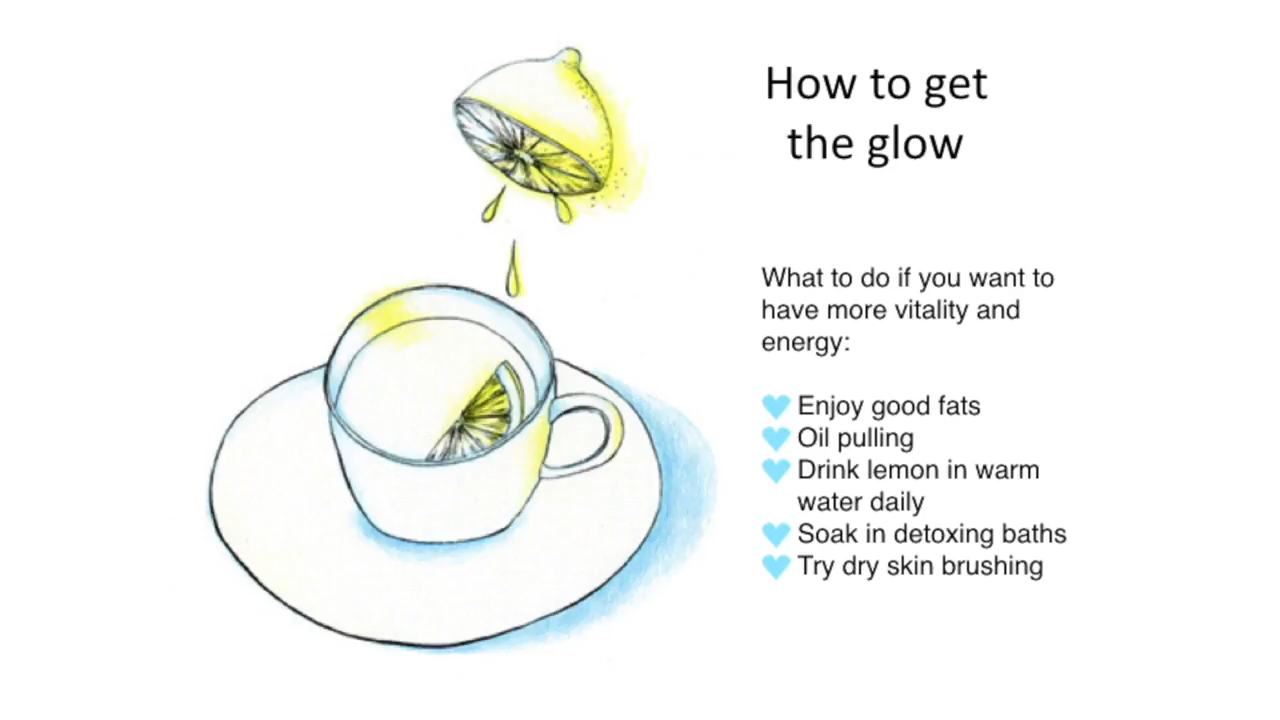 How to get
the glow
What to do if you want to
have more vitality and
energy:
Enjoy good fats
Oil pulling
Drink lemon in warm
water daily
Soak in detoxing baths
Try dry skin brushing